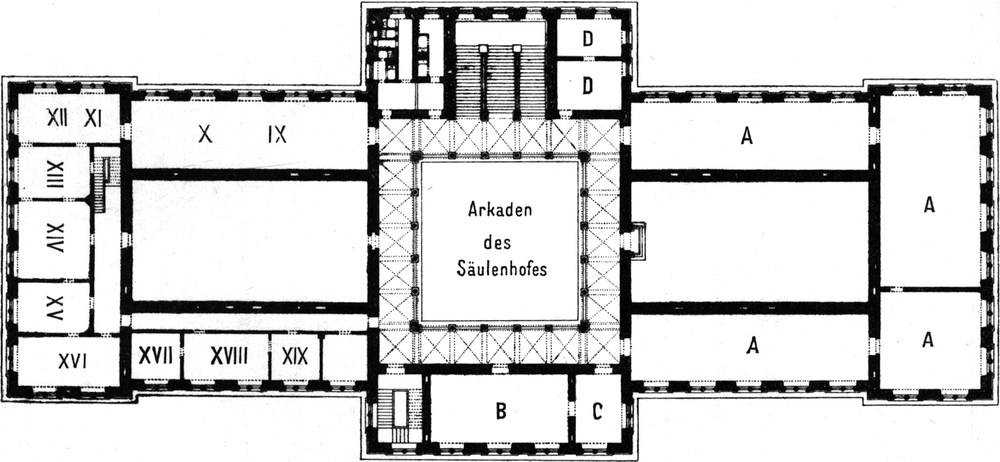 D
D
XII XI
X IX
A
XIII
A
Arkaden
des
Säulenhofes
XIV
XV
XVI
XVII XVIII XIX
A
A
B C